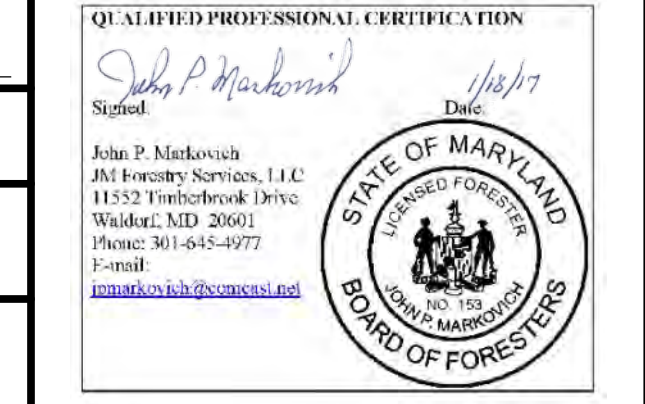 QUALIFIED PROFESSIONAL CERTIFICATION
John P. Markovich 1/18/17
Signed. Date.
John P. Markovich
JM Forestry Services, LLC
11552 Timberbrook Drive
Waldorf, MD 20601
Phone: 301-645-4977
E-mail:
jpmarkovich@comcast.net
STATE OF MARYLAND
LICENSED FORESTER
NO. 153
JOHN P. MARKOVICH
BOARD OF FORESTERS